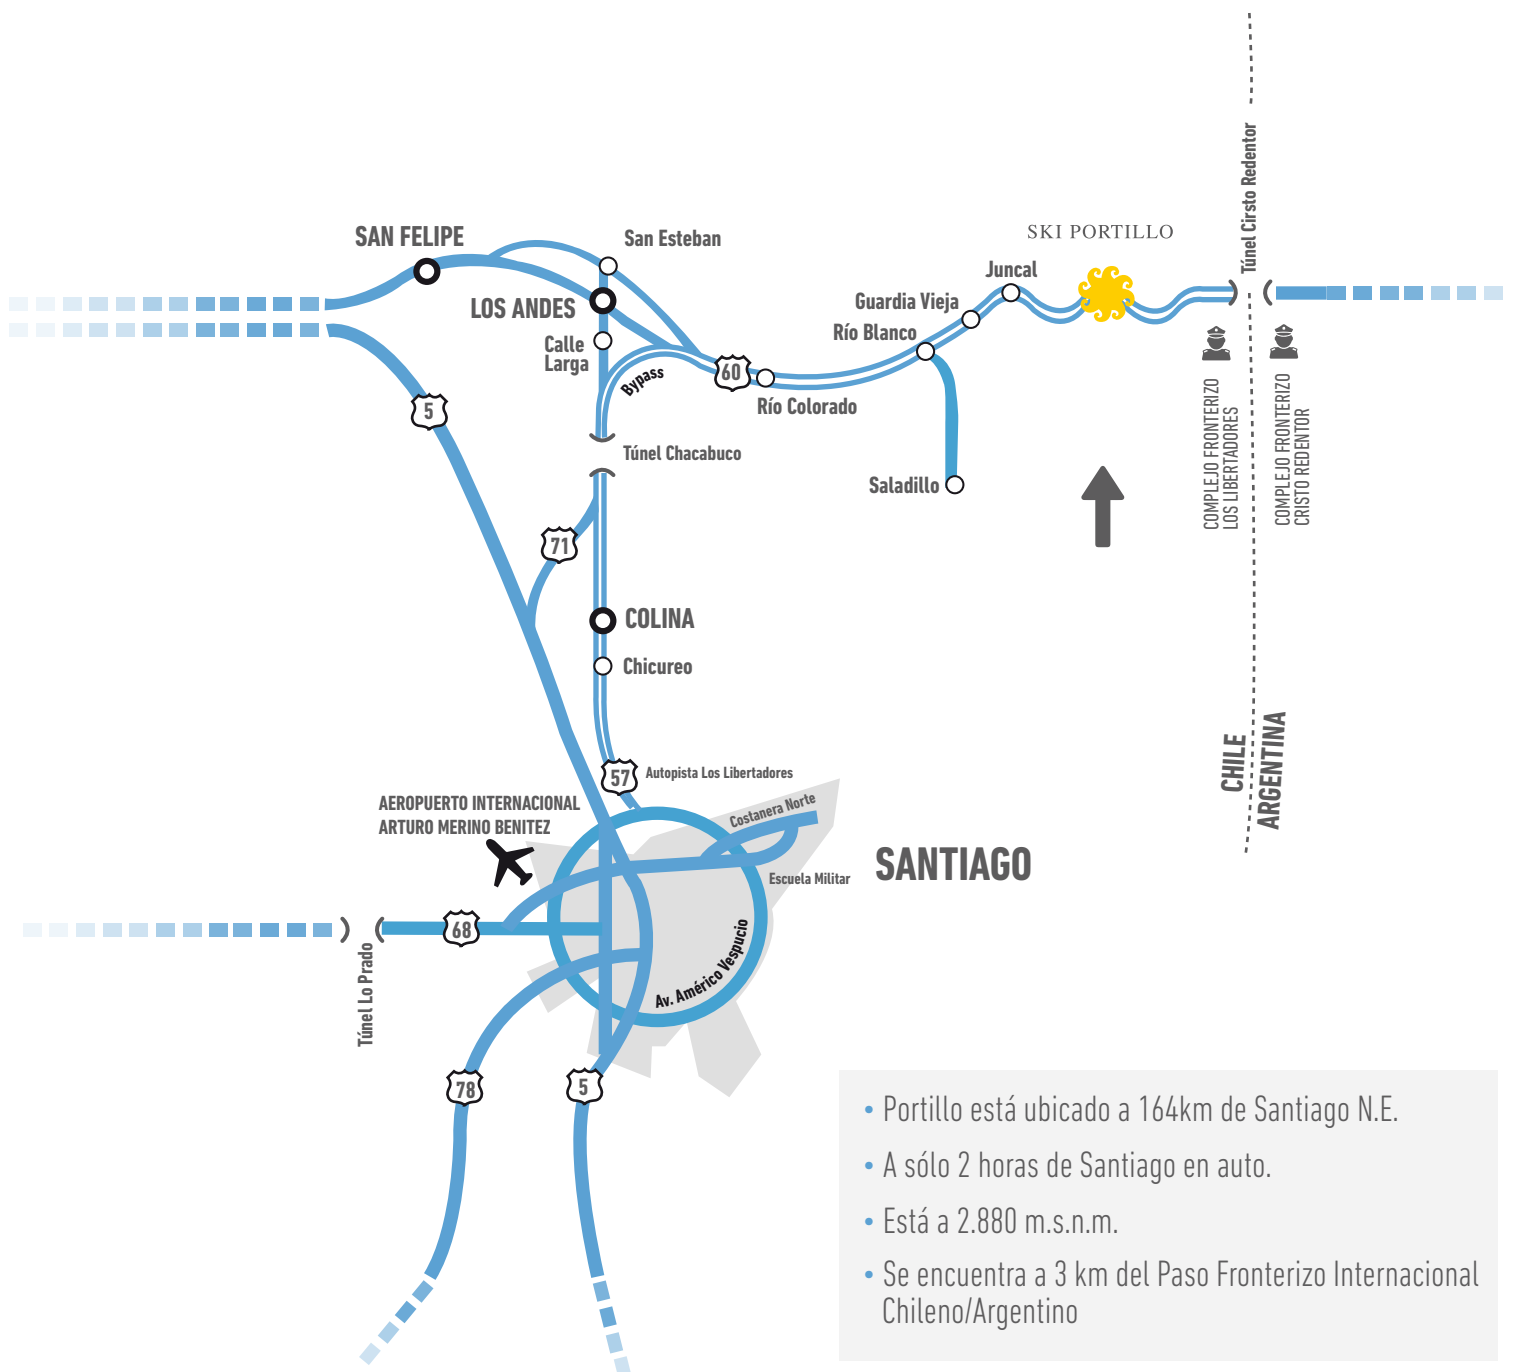 Túnel Cirsto Redentor
SKI PORTILLO
SAN FELIPE
San Esteban
Juncal
LOS ANDES
Guardia Vieja
Río Blanco
Calle
Larga
Bypass
60
Río Colorado
5
Túnel Chacabuco
Saladillo
COMPLEJO FRONTERIZO
LOS LIBERTADORES
COMPLEJO FRONTERIZO
CRISTO REDENTOR
71
COLINA
Chicureo
CHILE
ARGENTINA
57
Autopista Los Libertadores
AEROPUERTO INTERNACIONAL
ARTURO MERINO BENITEZ
Costanera Norte
SANTIAGO
Escuela Militar
68
Av. Américo Vespucio
Túnel Lo Prado
78
5
• Portillo está ubicado a 164km de Santiago N.E.
• A sólo 2 horas de Santiago en auto.
• Está a 2.880 m.s.n.m.
• Se encuentra a 3 km del Paso Fronterizo Internacional
Chileno/Argentino